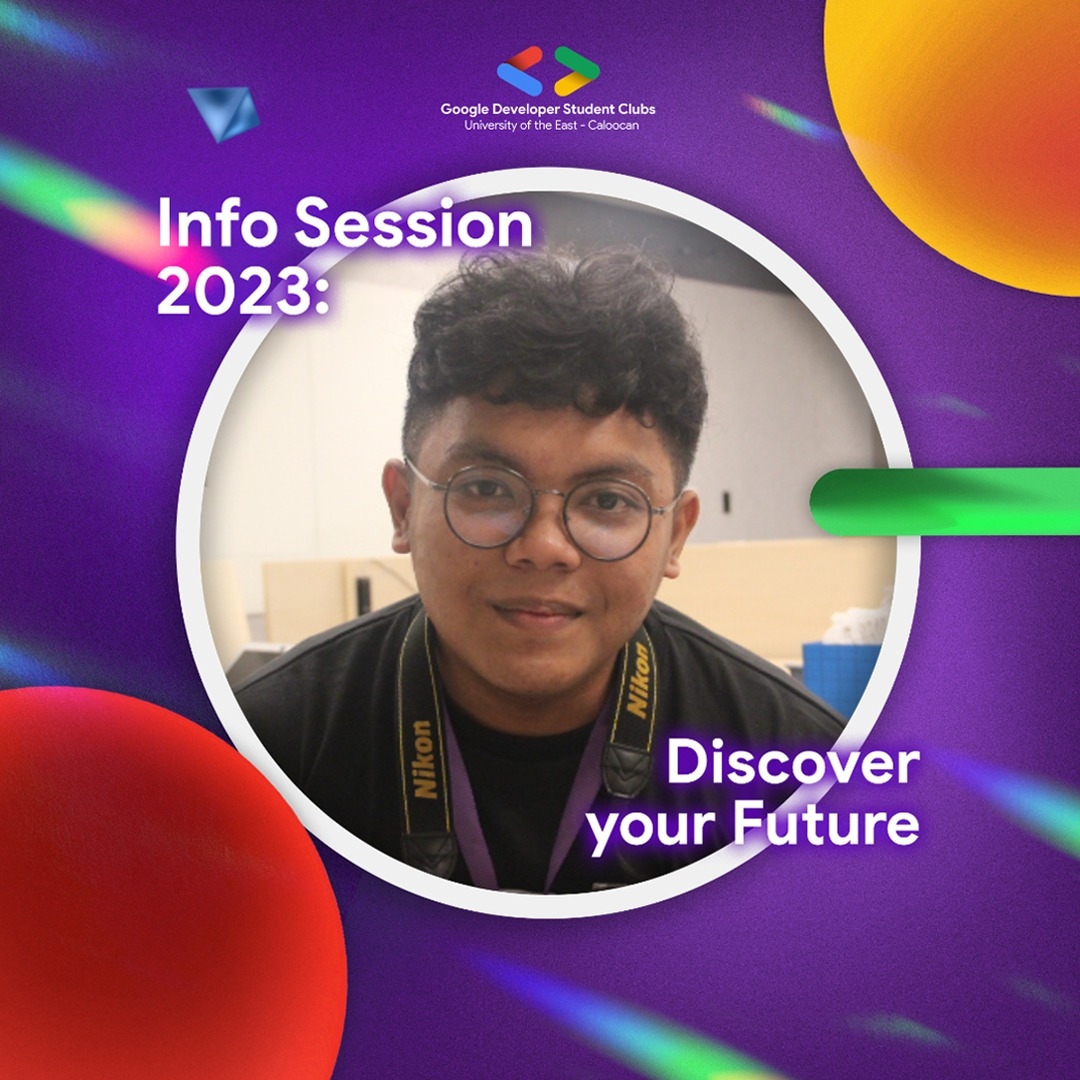 Google Developer Student Clubs
University of the East - Caloocan
Info Session
2023:
Nikon
Nikon
Discover
your Future